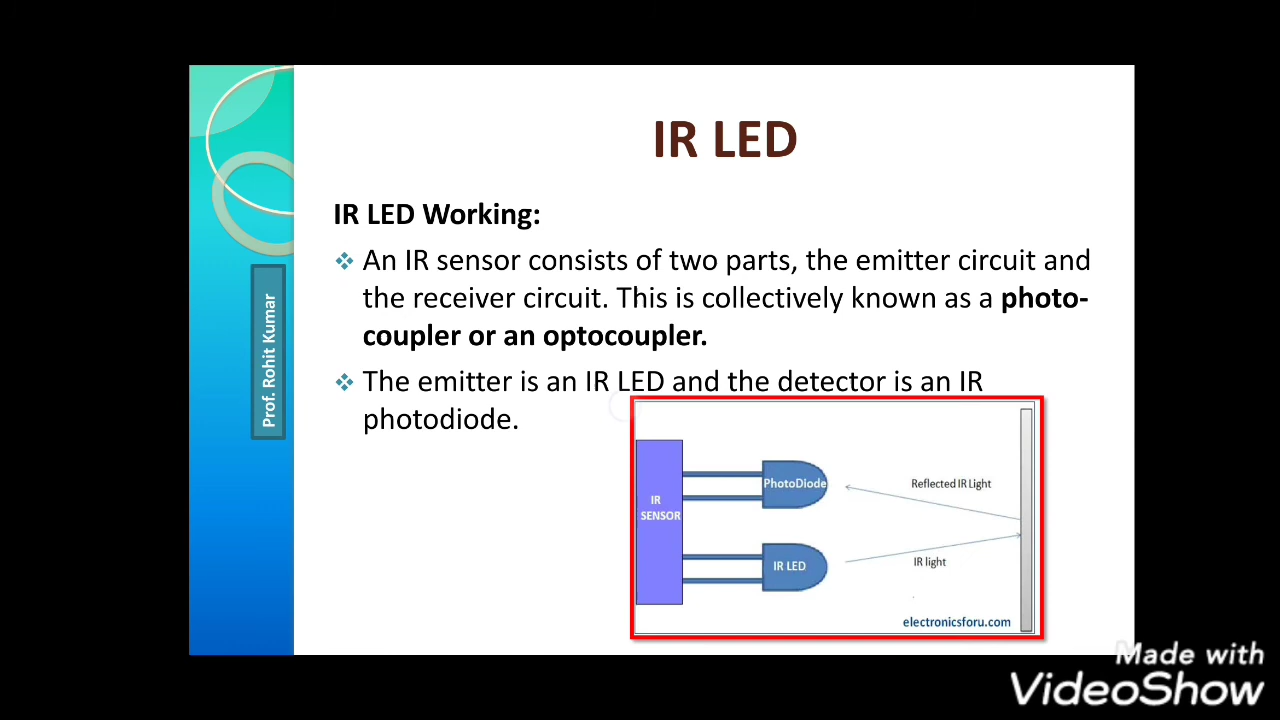 IR LED
IR LED Working:
An IR sensor consists of two parts, the emitter circuit and
the receiver circuit. This is collectively known as a photo-
coupler or an optocoupler.
The emitter is an IR LED and the detector is an IR
photodiode.
Prof. Rohit Kumar
PhotoDiode
Reflected IR Light
IR
SENSOR
IR LED
IR light
electronicsforu.com
Made with
VideoShow